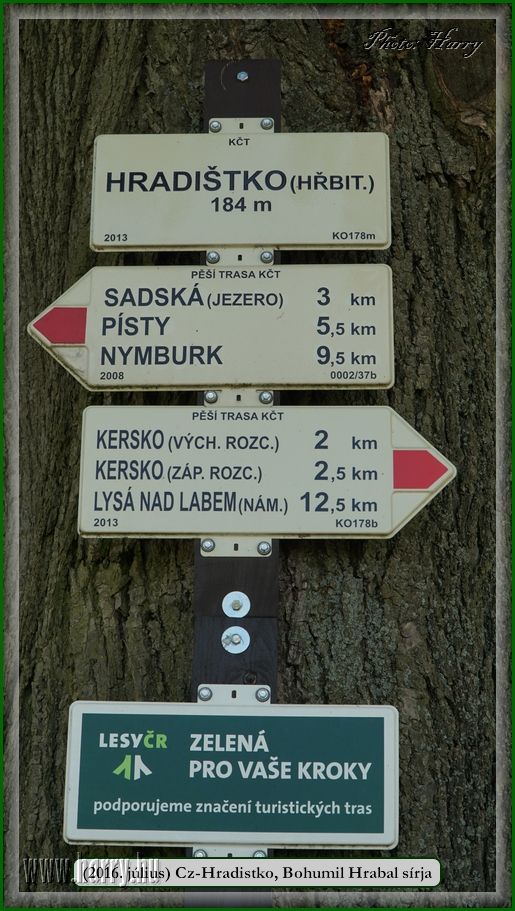 Photo: Harry
KČT
HRADIŠTKO (HŘBIT.)
184 m
2013 KO178m
PĚŠÍ TRASA KČT
SADSKÁ (JEZERO) 3 km
PÍSTY 5,5 km
NYMBURK 9,5 km
2008 0002/37b
PĚŠÍ TRASA KČT
KERSKO (VÝCH. ROZC.) 2 km
KERSKO (ZÁP. ROZC.) 2,5 km
LYSÁ NAD LABEM (NÁM.) 12,5 km
2013 KO178b
LESY ČR
ZELENÁ
PRO VAŠE KROKY
podporujeme značení turistických tras
www.harry.hu
(2016. július) Cz-Hradistko, Bohumil Hrabal sírja